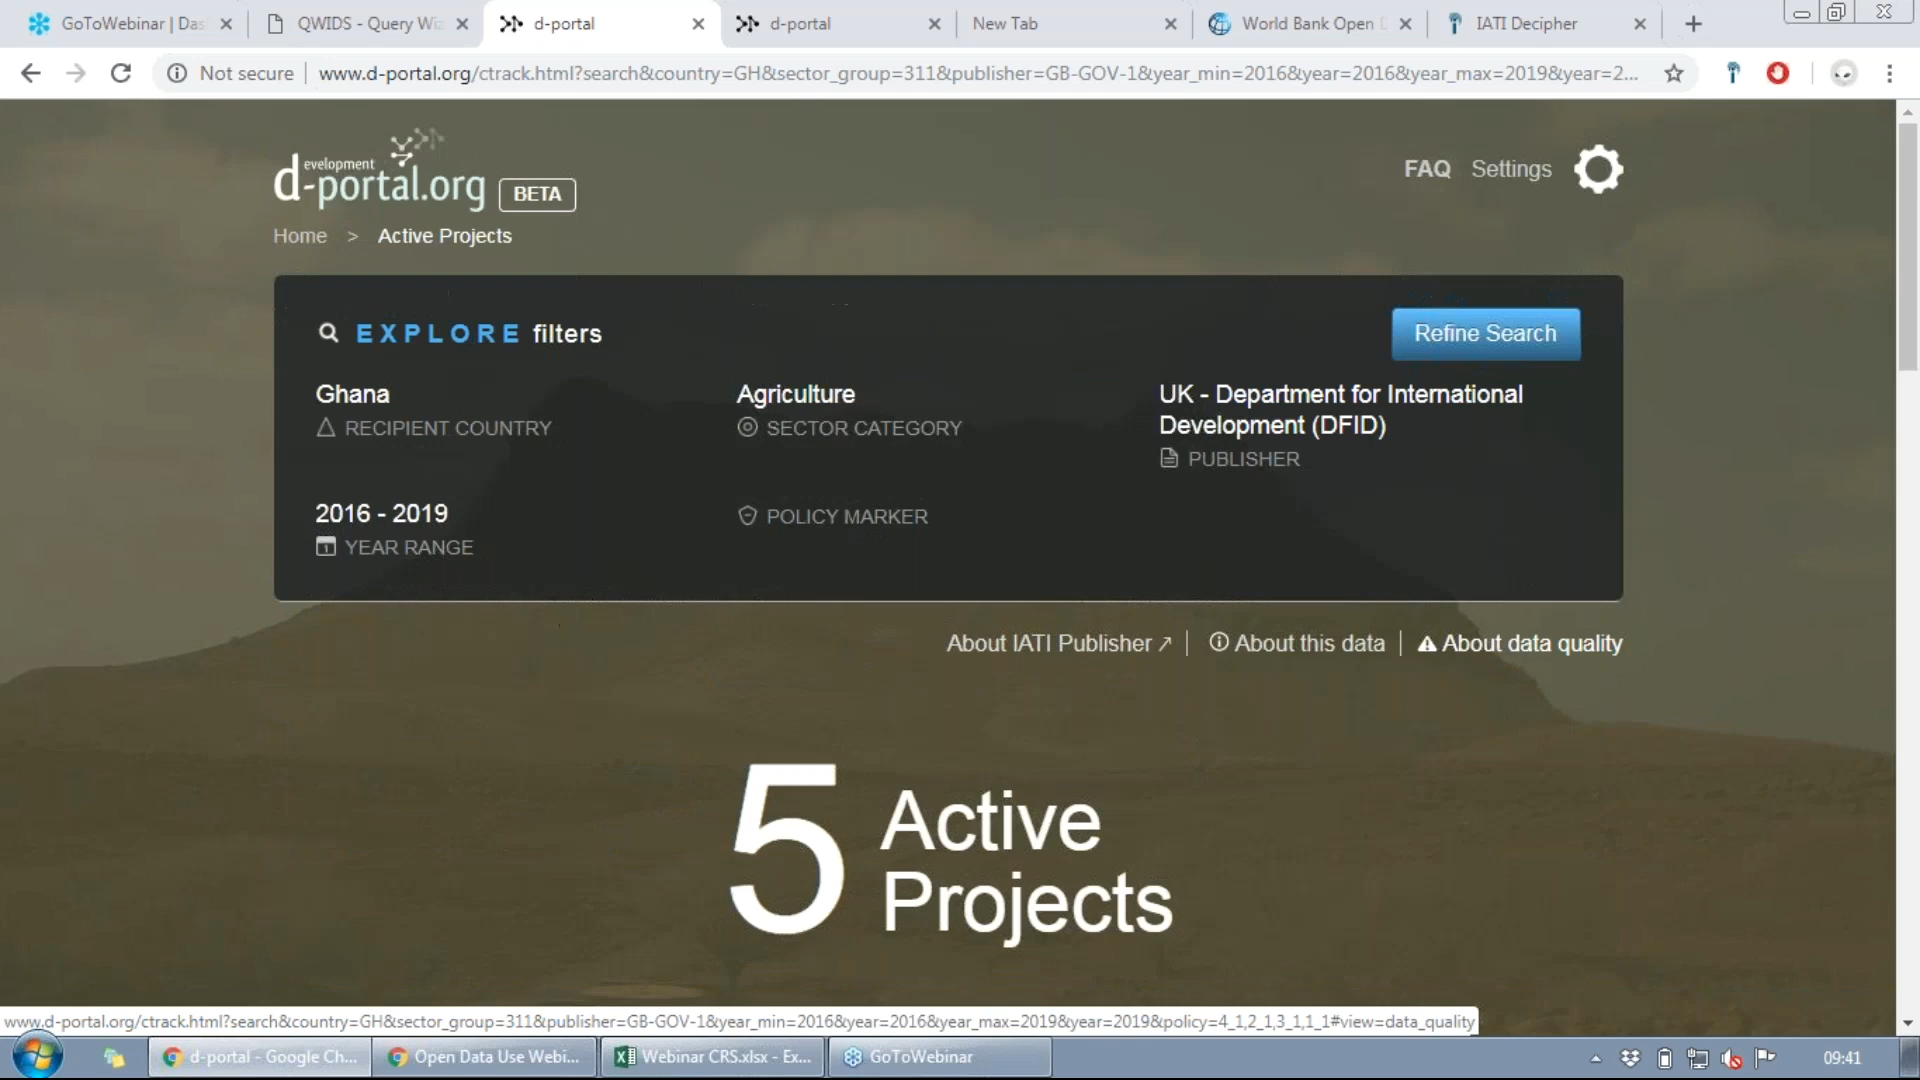 GoToWebinar | Das
QWIDS - Query Wiz
d-portal
d-portal
New Tab
World Bank Open D
IATI Decipher
Not secure
www.d-portal.org/ctrack.html?search&country=GH&sector_group=311&publisher=GB-GOV-1&year_min=2016&year=2016&year_max=2019&year=2...
development
d-portal.org
BETA
FAQ Settings
Home > Active Projects
EXPLORE filters
Refine Search
Ghana
RECIPIENT COUNTRY
Agriculture
SECTOR CATEGORY
UK - Department for International
Development (DFID)
PUBLISHER
2016 - 2019
YEAR RANGE
POLICY MARKER
About IATI Publisher
About this data
About data quality
5 Active
Projects
www.d-portal.org/ctrack.html?search&country=GH&sector_group=311&publisher=GB-GOV-1&year_min=2016&year=2016&year_max=2019&year=2019&policy=4_1,2_1,3_1,1_1#view=data_quality
d-portal - Google Ch...
Open Data Use Webi...
Webinar CRS.xlsx - Ex...
GoToWebinar
09:41